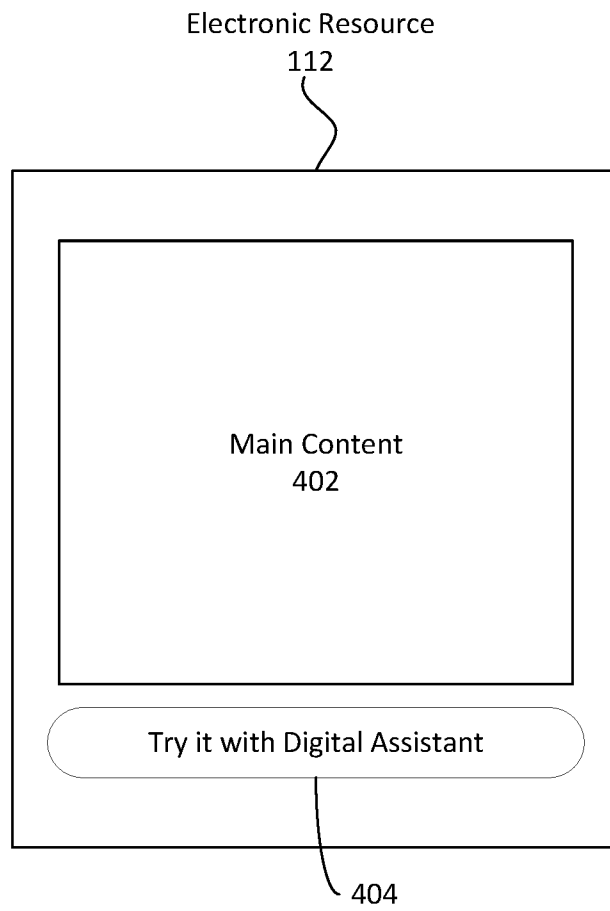 Electronic Resource
112
Main Content
402
Try it with Digital Assistant
404